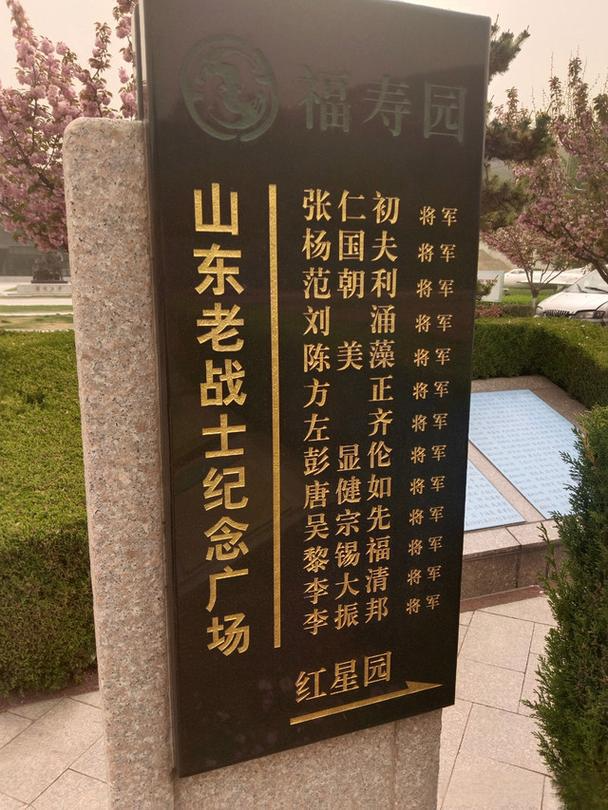 福寿园
山东老战士纪念广场
张仁初 将军
杨国夫 将军
范朝利 将军
刘涌 将军
陈美藻 将军
方正 将军
左齐 将军
彭显伦 将军
唐健如 将军
吴宗先 将军
黎锡福 将军
李大清 将军
李振邦 将军
红星园